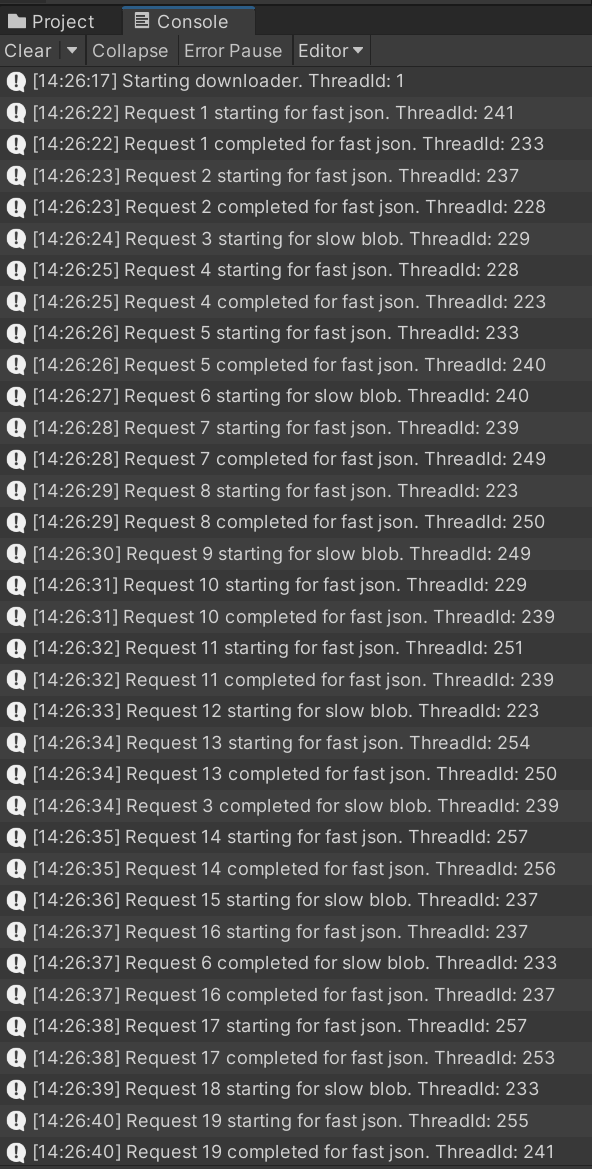 Project Console
Clear Collapse Error Pause Editor
[14:26:17] Starting downloader. ThreadId: 1
[14:26:22] Request 1 starting for fast json. ThreadId: 241
[14:26:22] Request 1 completed for fast json. ThreadId: 233
[14:26:23] Request 2 starting for fast json. ThreadId: 237
[14:26:23] Request 2 completed for fast json. ThreadId: 228
[14:26:24] Request 3 starting for slow blob. ThreadId: 229
[14:26:25] Request 4 starting for fast json. ThreadId: 228
[14:26:25] Request 4 completed for fast json. ThreadId: 223
[14:26:26] Request 5 starting for fast json. ThreadId: 233
[14:26:26] Request 5 completed for fast json. ThreadId: 240
[14:26:27] Request 6 starting for slow blob. ThreadId: 240
[14:26:28] Request 7 starting for fast json. ThreadId: 239
[14:26:28] Request 7 completed for fast json. ThreadId: 249
[14:26:29] Request 8 starting for fast json. ThreadId: 223
[14:26:29] Request 8 completed for fast json. ThreadId: 250
[14:26:30] Request 9 starting for slow blob. ThreadId: 249
[14:26:31] Request 10 starting for fast json. ThreadId: 229
[14:26:31] Request 10 completed for fast json. ThreadId: 239
[14:26:32] Request 11 starting for fast json. ThreadId: 251
[14:26:32] Request 11 completed for fast json. ThreadId: 239
[14:26:33] Request 12 starting for slow blob. ThreadId: 223
[14:26:34] Request 13 starting for fast json. ThreadId: 254
[14:26:34] Request 13 completed for fast json. ThreadId: 250
[14:26:34] Request 3 completed for slow blob. ThreadId: 239
[14:26:35] Request 14 starting for fast json. ThreadId: 257
[14:26:35] Request 14 completed for fast json. ThreadId: 256
[14:26:36] Request 15 starting for slow blob. ThreadId: 237
[14:26:37] Request 16 starting for fast json. ThreadId: 237
[14:26:37] Request 6 completed for slow blob. ThreadId: 233
[14:26:37] Request 16 completed for fast json. ThreadId: 237
[14:26:38] Request 17 starting for fast json. ThreadId: 257
[14:26:38] Request 17 completed for fast json. ThreadId: 253
[14:26:39] Request 18 starting for slow blob. ThreadId: 233
[14:26:40] Request 19 starting for fast json. ThreadId: 255
[14:26:40] Request 19 completed for fast json. ThreadId: 241